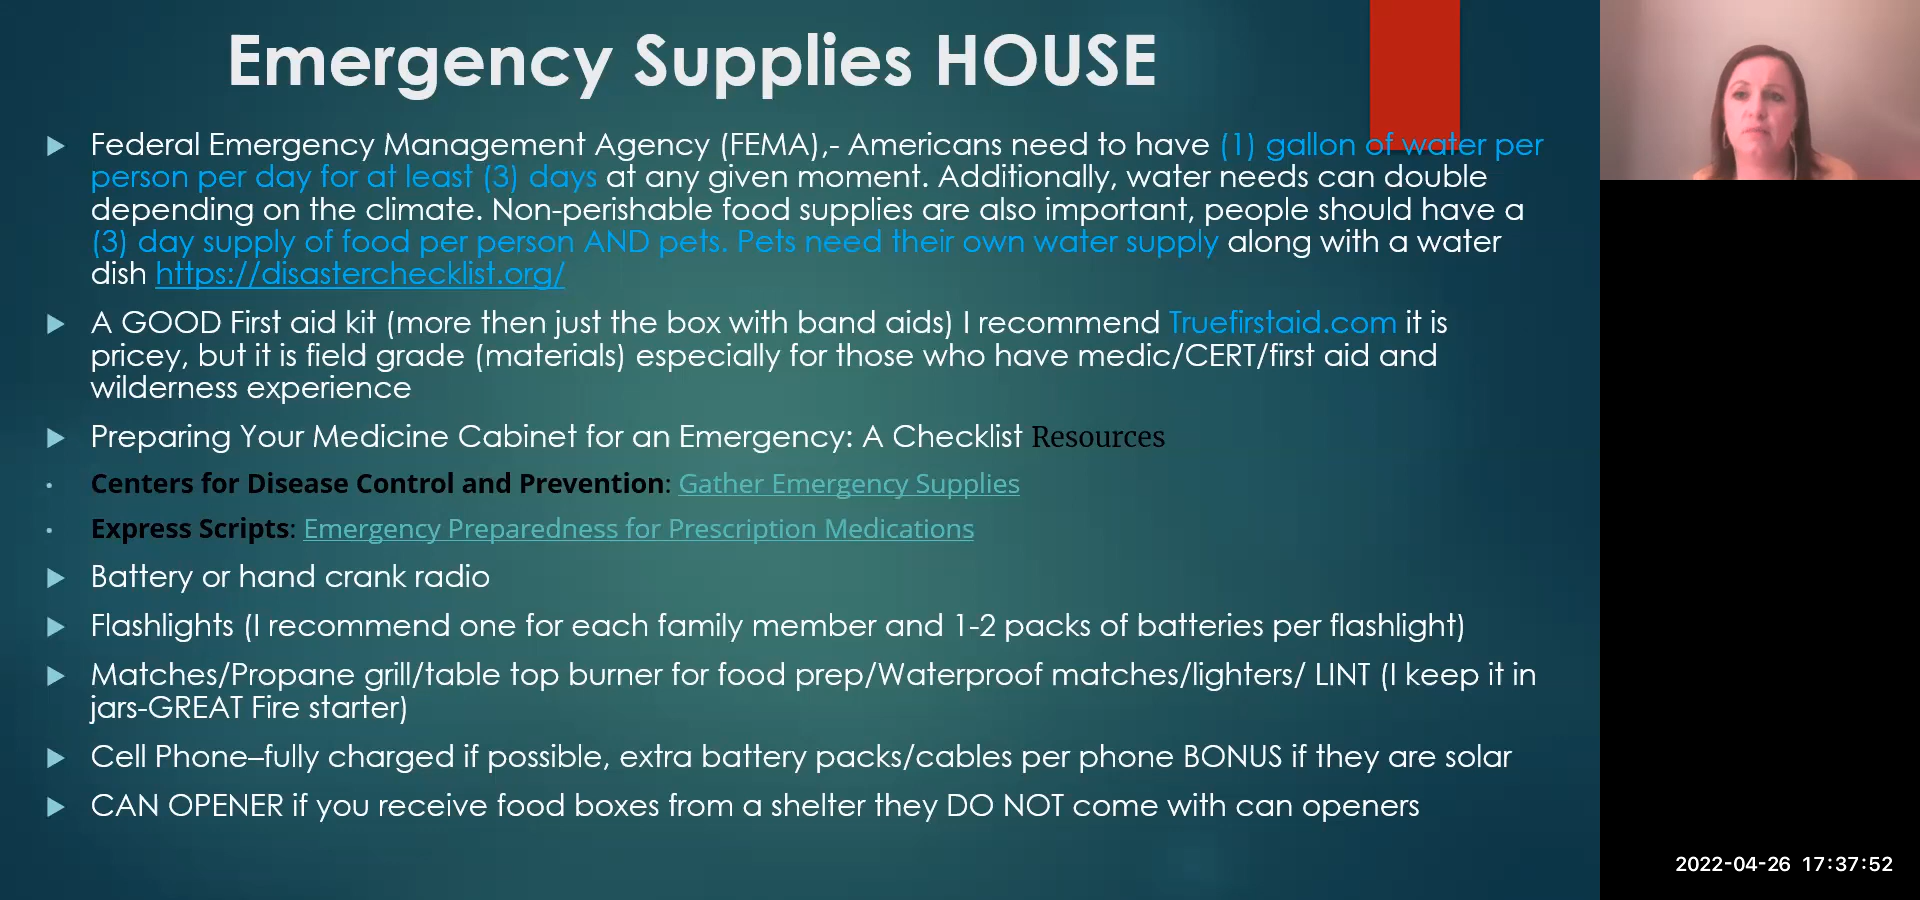 Emergency Supplies HOUSE
Federal Emergency Management Agency (FEMA),- Americans need to have (1) gallon of water per
person per day for at least (3) days at any given moment. Additionally, water needs can double
depending on the climate. Non-perishable food supplies are also important, people should have a
(3) day supply of food per person AND pets. Pets need their own water supply along with a water
dish https://disasterchecklist.org/
A GOOD First aid kit (more then just the box with band aids) I recommend Truefirstaid.com it is
pricey, but it is field grade (materials) especially for those who have medic/CERT/first aid and
wilderness experience
Preparing Your Medicine Cabinet for an Emergency: A Checklist Resources
Centers for Disease Control and Prevention: Gather Emergency Supplies
Express Scripts: Emergency Preparedness for Prescription Medications
Battery or hand crank radio
Flashlights (I recommend one for each family member and 1-2 packs of batteries per flashlight)
Matches/Propane grill/table top burner for food prep/Waterproof matches/lighters/ LINT (I keep it in
jars-GREAT Fire starter)
Cell Phone–fully charged if possible, extra battery packs/cables per phone BONUS if they are solar
CAN OPENER if you receive food boxes from a shelter they DO NOT come with can openers
2022-04-26 17:37:52